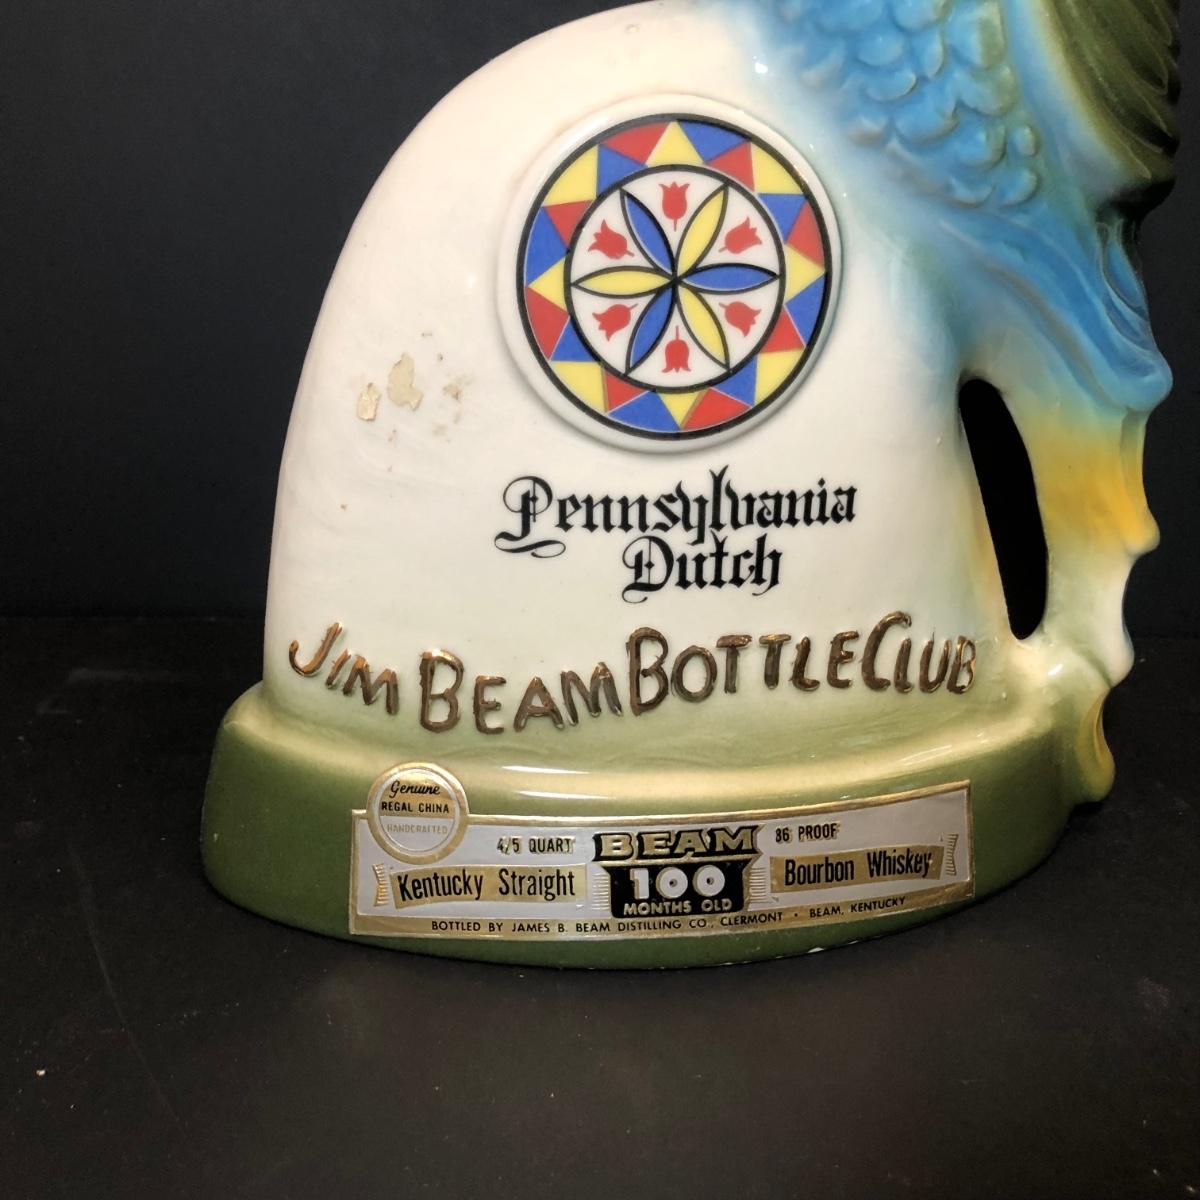 Pennsylvania
Dutch
JIM BEAM BOTTLE CLUB
Genuine
REGAL CHINA
HANDCRAFTED
4/5 QUART
BEAM
86 PROOF
Kentucky Straight
100
Bourbon Whiskey
MONTHS OLD
BOTTLED BY JAMES B. BEAM DISTILLING CO., CLERMONT • BEAM, KENTUCKY